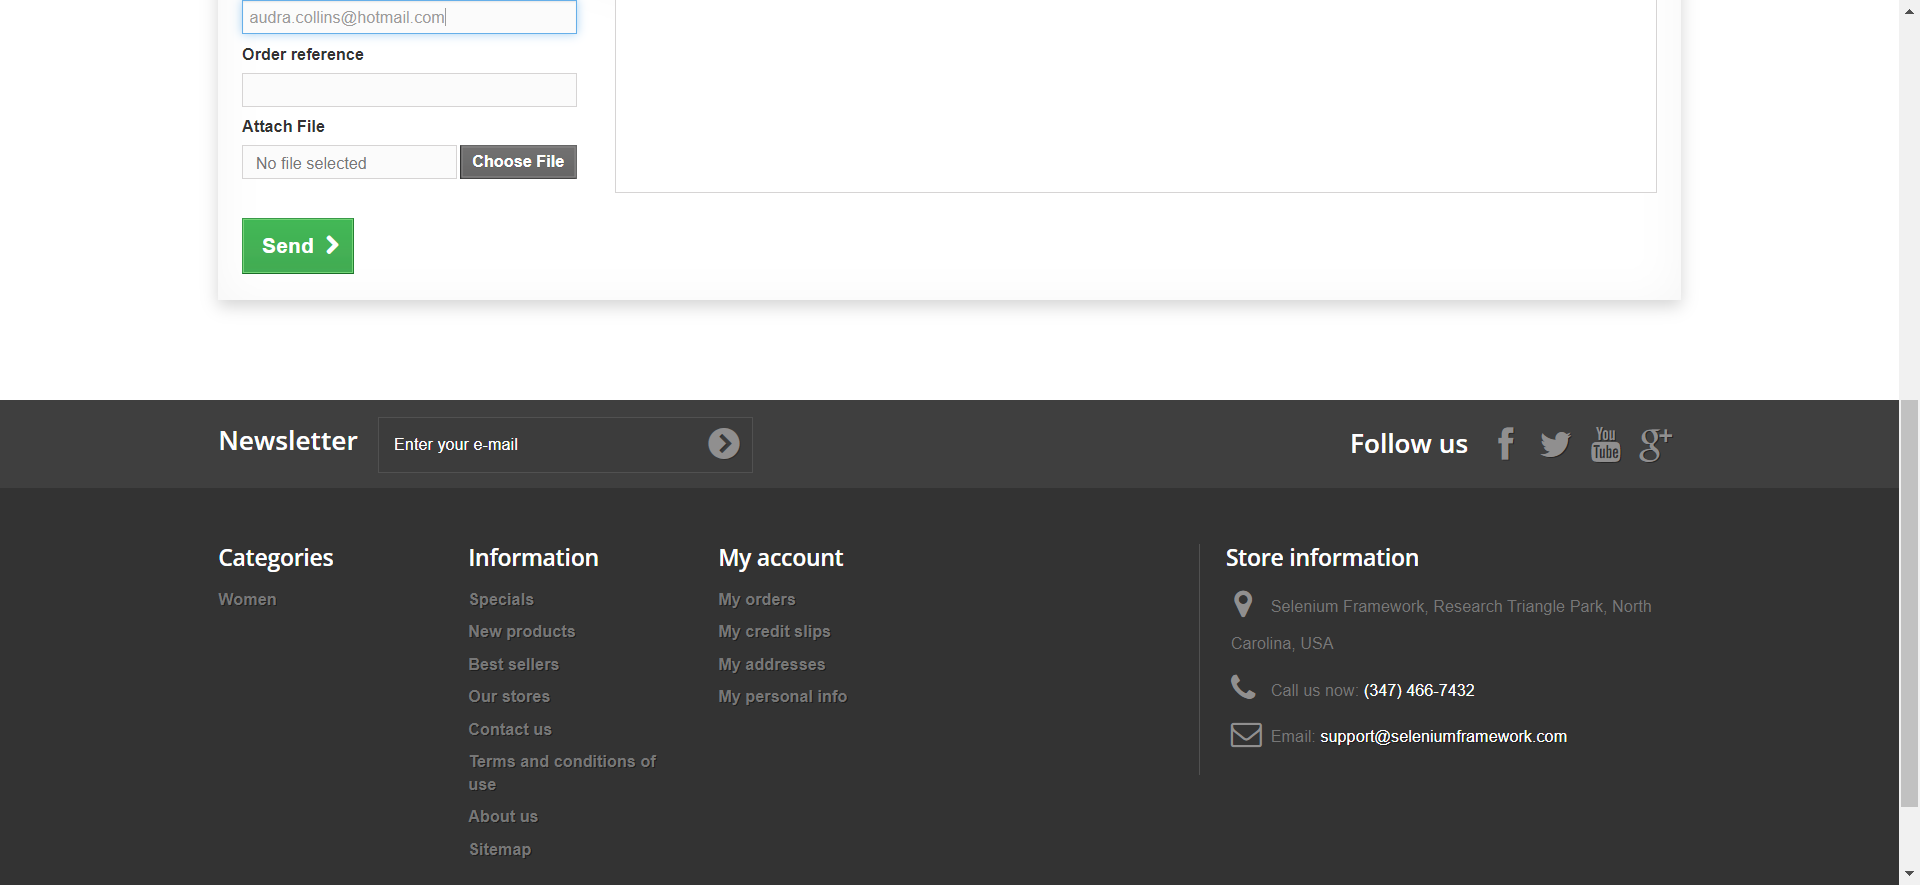 audra.collins@hotmail.com
Order reference
Attach File
No file selected
Choose File
Send
Newsletter
Enter your e-mail
Follow us
You
Tube
g+
Categories
Women
Information
Specials
New products
Best sellers
Our stores
Contact us
Terms and conditions of
use
About us
Sitemap
My account
My orders
My credit slips
My addresses
My personal info
Store information
Selenium Framework, Research Triangle Park, North
Carolina, USA
Call us now: (347) 466-7432
Email: support@seleniumframework.com